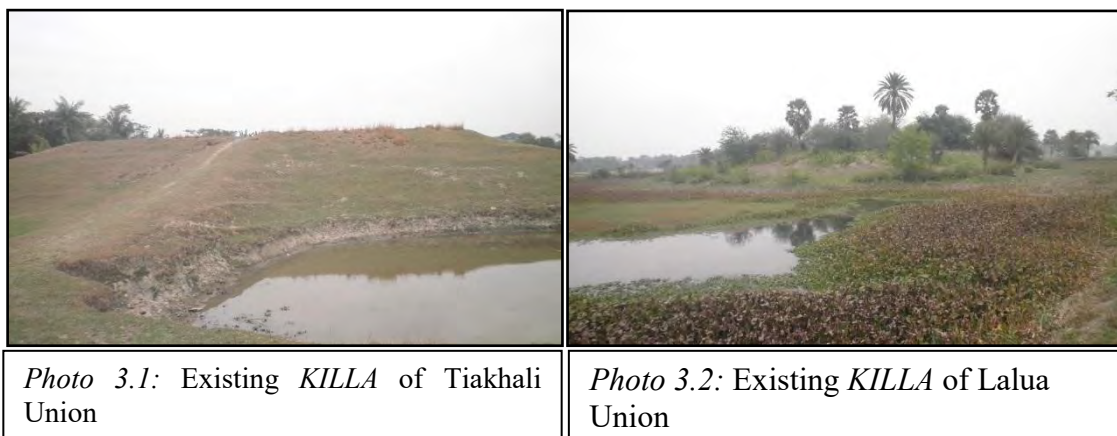 Photo 3.1: Existing KILLA of Tiakhali
Union
Photo 3.2: Existing KILLA of Lalua
Union